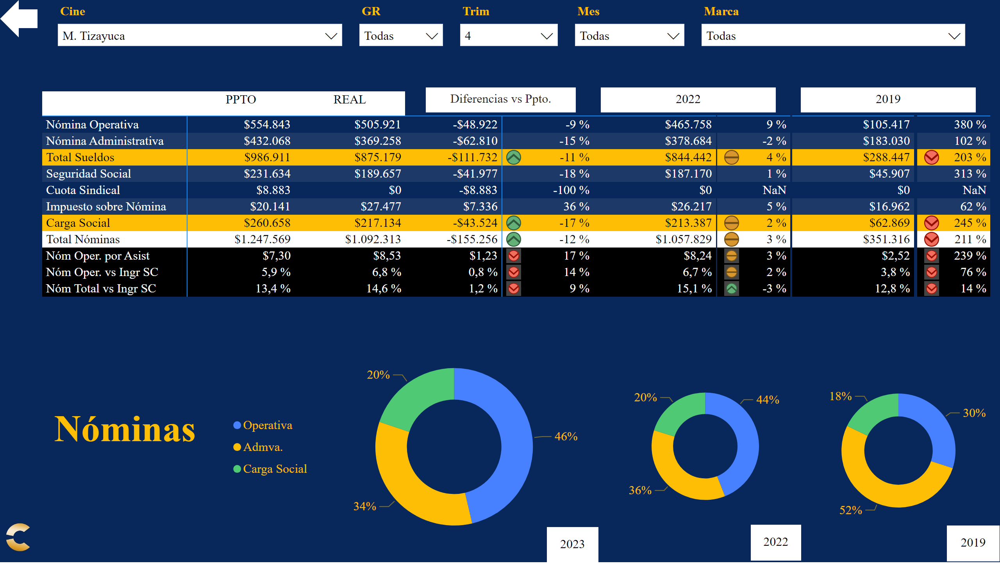 Cine GR Trim Mes Marca
M. Tizayuca Todas 4 Todas Todas
PPTO REAL Diferencias vs Ppto. 2022 2019
Nómina Operativa $554.843 $505.921 -$48.922 -9 % $465.758 9 % $105.417 380 %
Nómina Administrativa $432.068 $369.258 -$62.810 -15 % $378.684 -2 % $183.030 102 %
Total Sueldos $986.911 $875.179 -$111.732 -11 % $844.442 4 % $288.447 203 %
Seguridad Social $231.634 $189.657 -$41.977 -18 % $187.170 1 % $45.907 313 %
Cuota Sindical $8.883 $0 -$8.883 -100 % $0 NaN $0 NaN
Impuesto sobre Nómina $20.141 $27.477 $7.336 36 % $26.217 5 % $16.962 62 %
Carga Social $260.658 $217.134 -$43.524 -17 % $213.387 2 % $62.869 245 %
Total Nóminas $1.247.569 $1.092.313 -$155.256 -12 % $1.057.829 3 % $351.316 211 %
Nóm Oper. por Asist $7,30 $8,53 $1,23 17 % $8,24 3 % $2,52 239 %
Nóm Oper. vs Ingr SC 5,9 % 6,8 % 0,8 % 14 % 6,7 % 2 % 3,8 % 76 %
Nóm Total vs Ingr SC 13,4 % 14,6 % 1,2 % 9 % 15,1 % -3 % 12,8 % 14 %
Nóminas
Operativa
Admva.
Carga Social
20%
46%
34%
2023
20%
44%
36%
2022
18%
30%
52%
2019